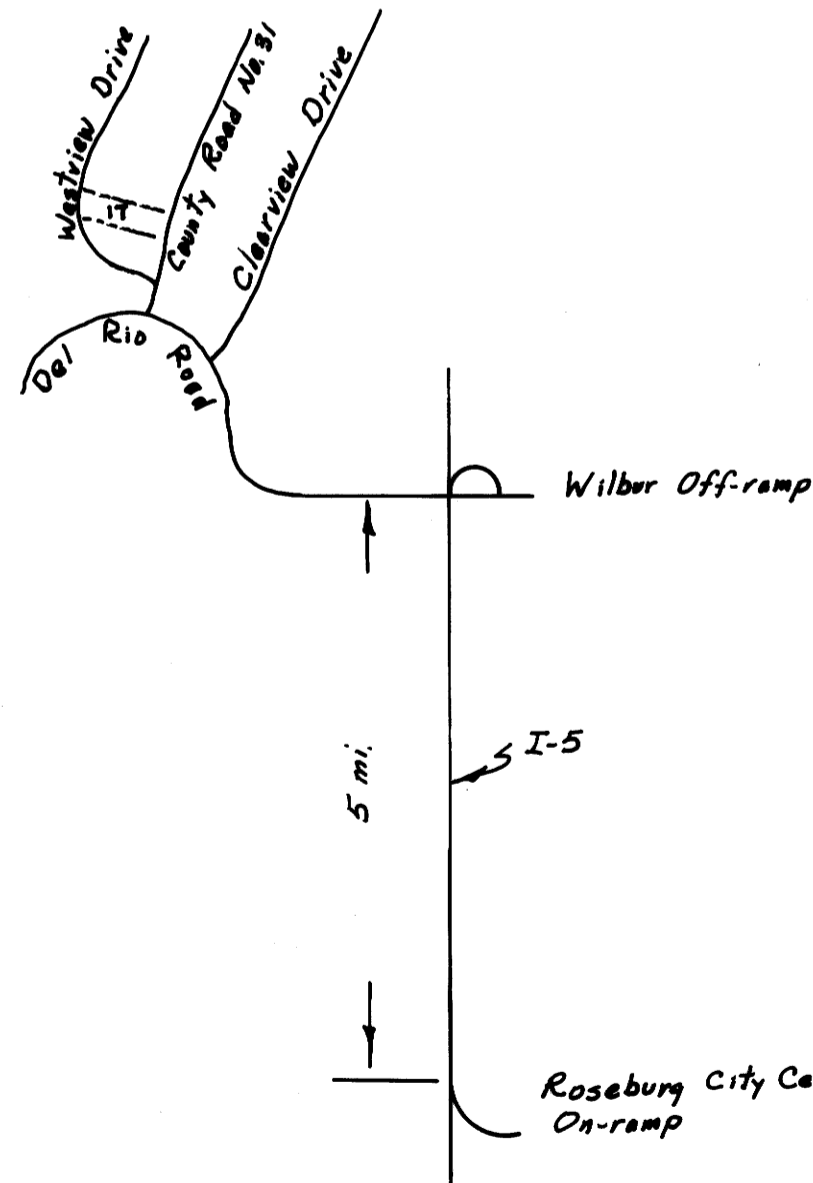 Westview Drive
County Road No. 31
Clearview Drive
17
Del Rio Road
Wilbur Off-ramp
I-5
5 mi.
Roseburg City Ce
On-ramp